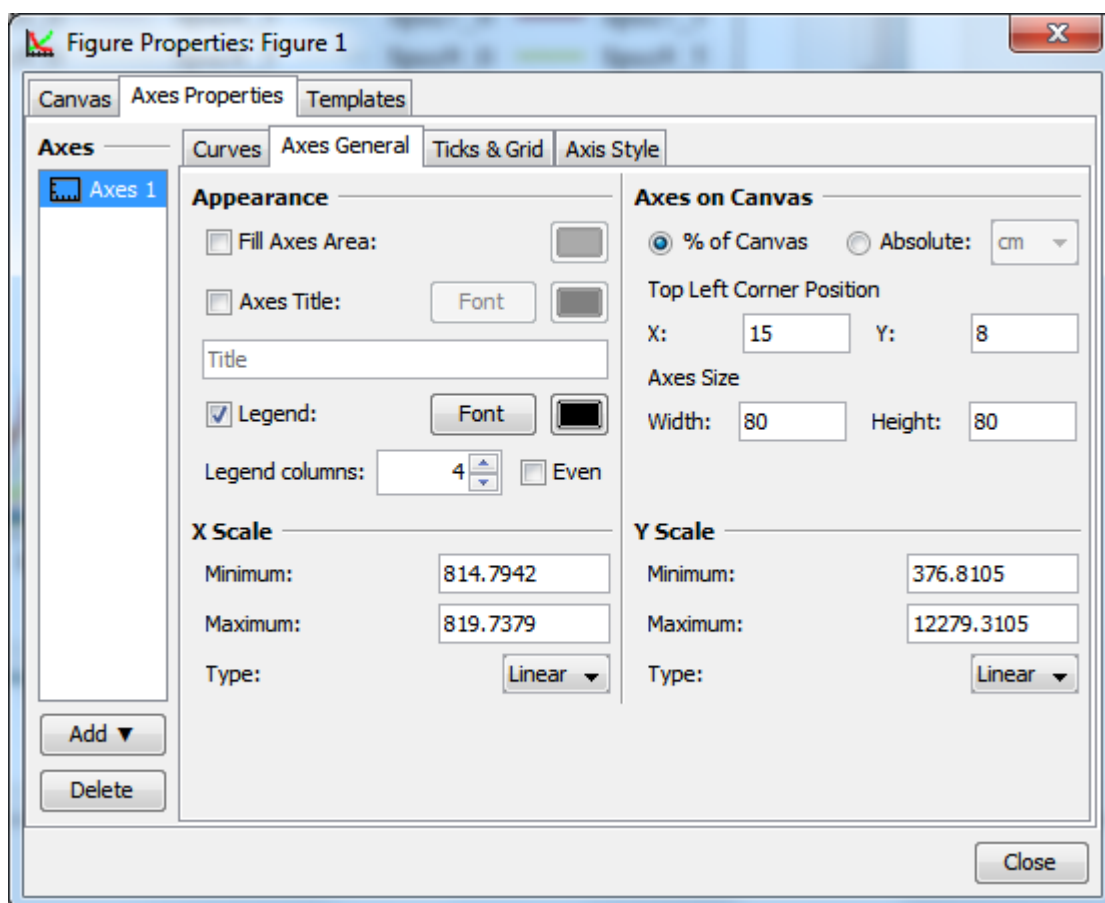 Figure Properties: Figure 1
Canvas Axes Properties Templates
Axes
Axes 1
Add ▼
Delete
Curves Axes General Ticks & Grid Axis Style
Appearance
Fill Axes Area:
Axes Title: Font
Title
Legend: Font
Legend columns: 4 Even
Axes on Canvas
% of Canvas Absolute: cm
Top Left Corner Position
X: 15 Y: 8
Axes Size
Width: 80 Height: 80
X Scale
Minimum: 814.7942
Maximum: 819.7379
Type: Linear
Y Scale
Minimum: 376.8105
Maximum: 12279.3105
Type: Linear
Close